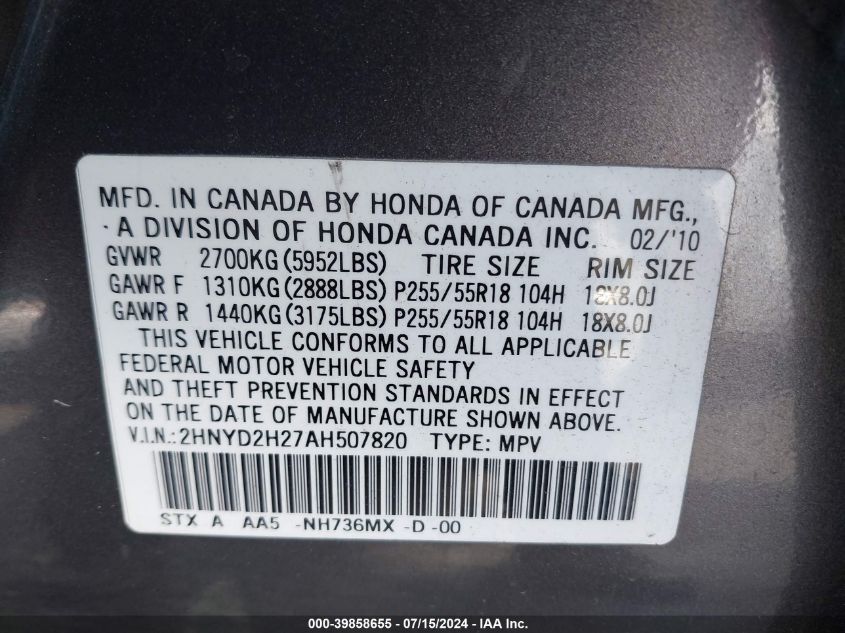 MFD. IN CANADA BY HONDA OF CANADA MFG.,
A DIVISION OF HONDA CANADA INC. 02/'10
GVWR 2700KG (5952LBS) TIRE SIZE RIM SIZE
GAWR F 1310KG (2888LBS) P255/55R18 104H 18X8.0J
GAWR R 1440KG (3175LBS) P255/55R18 104H 18X8.0J
THIS VEHICLE CONFORMS TO ALL APPLICABLE
FEDERAL MOTOR VEHICLE SAFETY
AND THEFT PREVENTION STANDARDS IN EFFECT
ON THE DATE OF MANUFACTURE SHOWN ABOVE.
V.I.N.:2HNYD2H27AH507820 TYPE: MPV
STX A AA5 -NH736MX -D -00
000-39858655 - 07/15/2024 - IAA Inc.